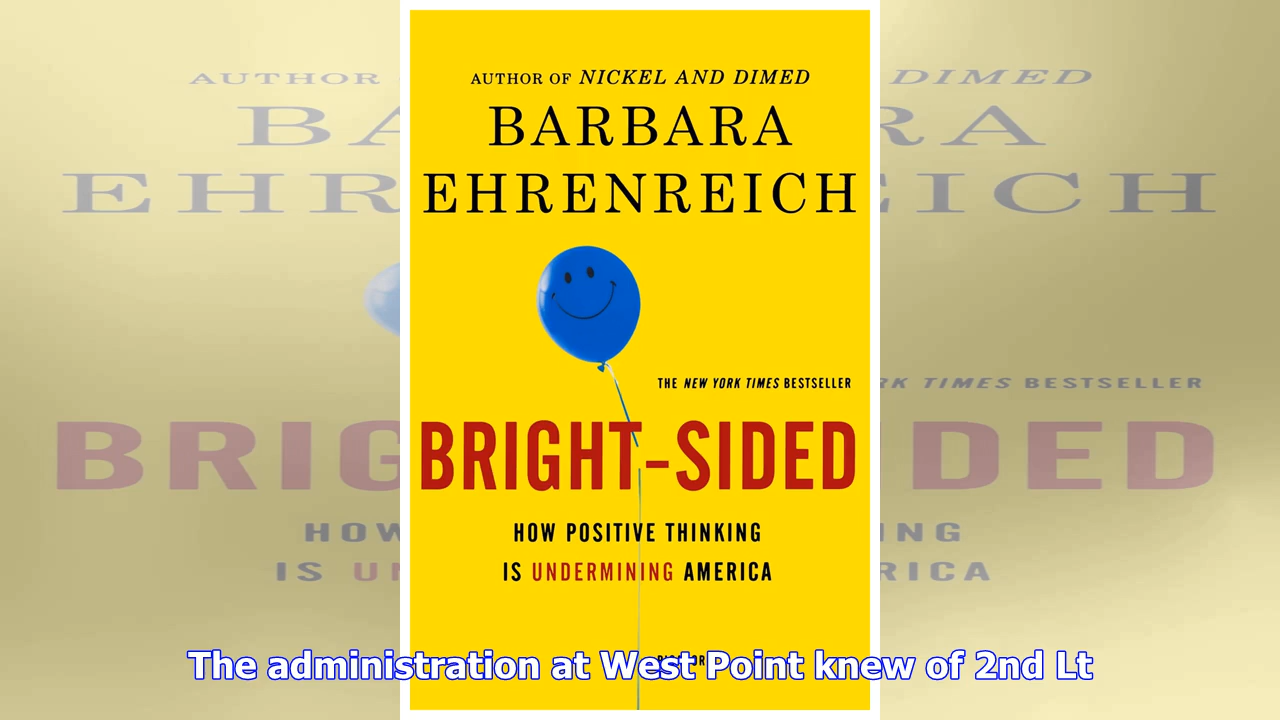 AUTHOR OF NICKEL AND DIMED
BARBARA
EHRENREICH
THE NEW YORK TIMES BESTSELLER
BRIGHT-SIDED
HOW POSITIVE THINKING
IS UNDERMINING AMERICA
The administration at West Point knew of 2nd Lt